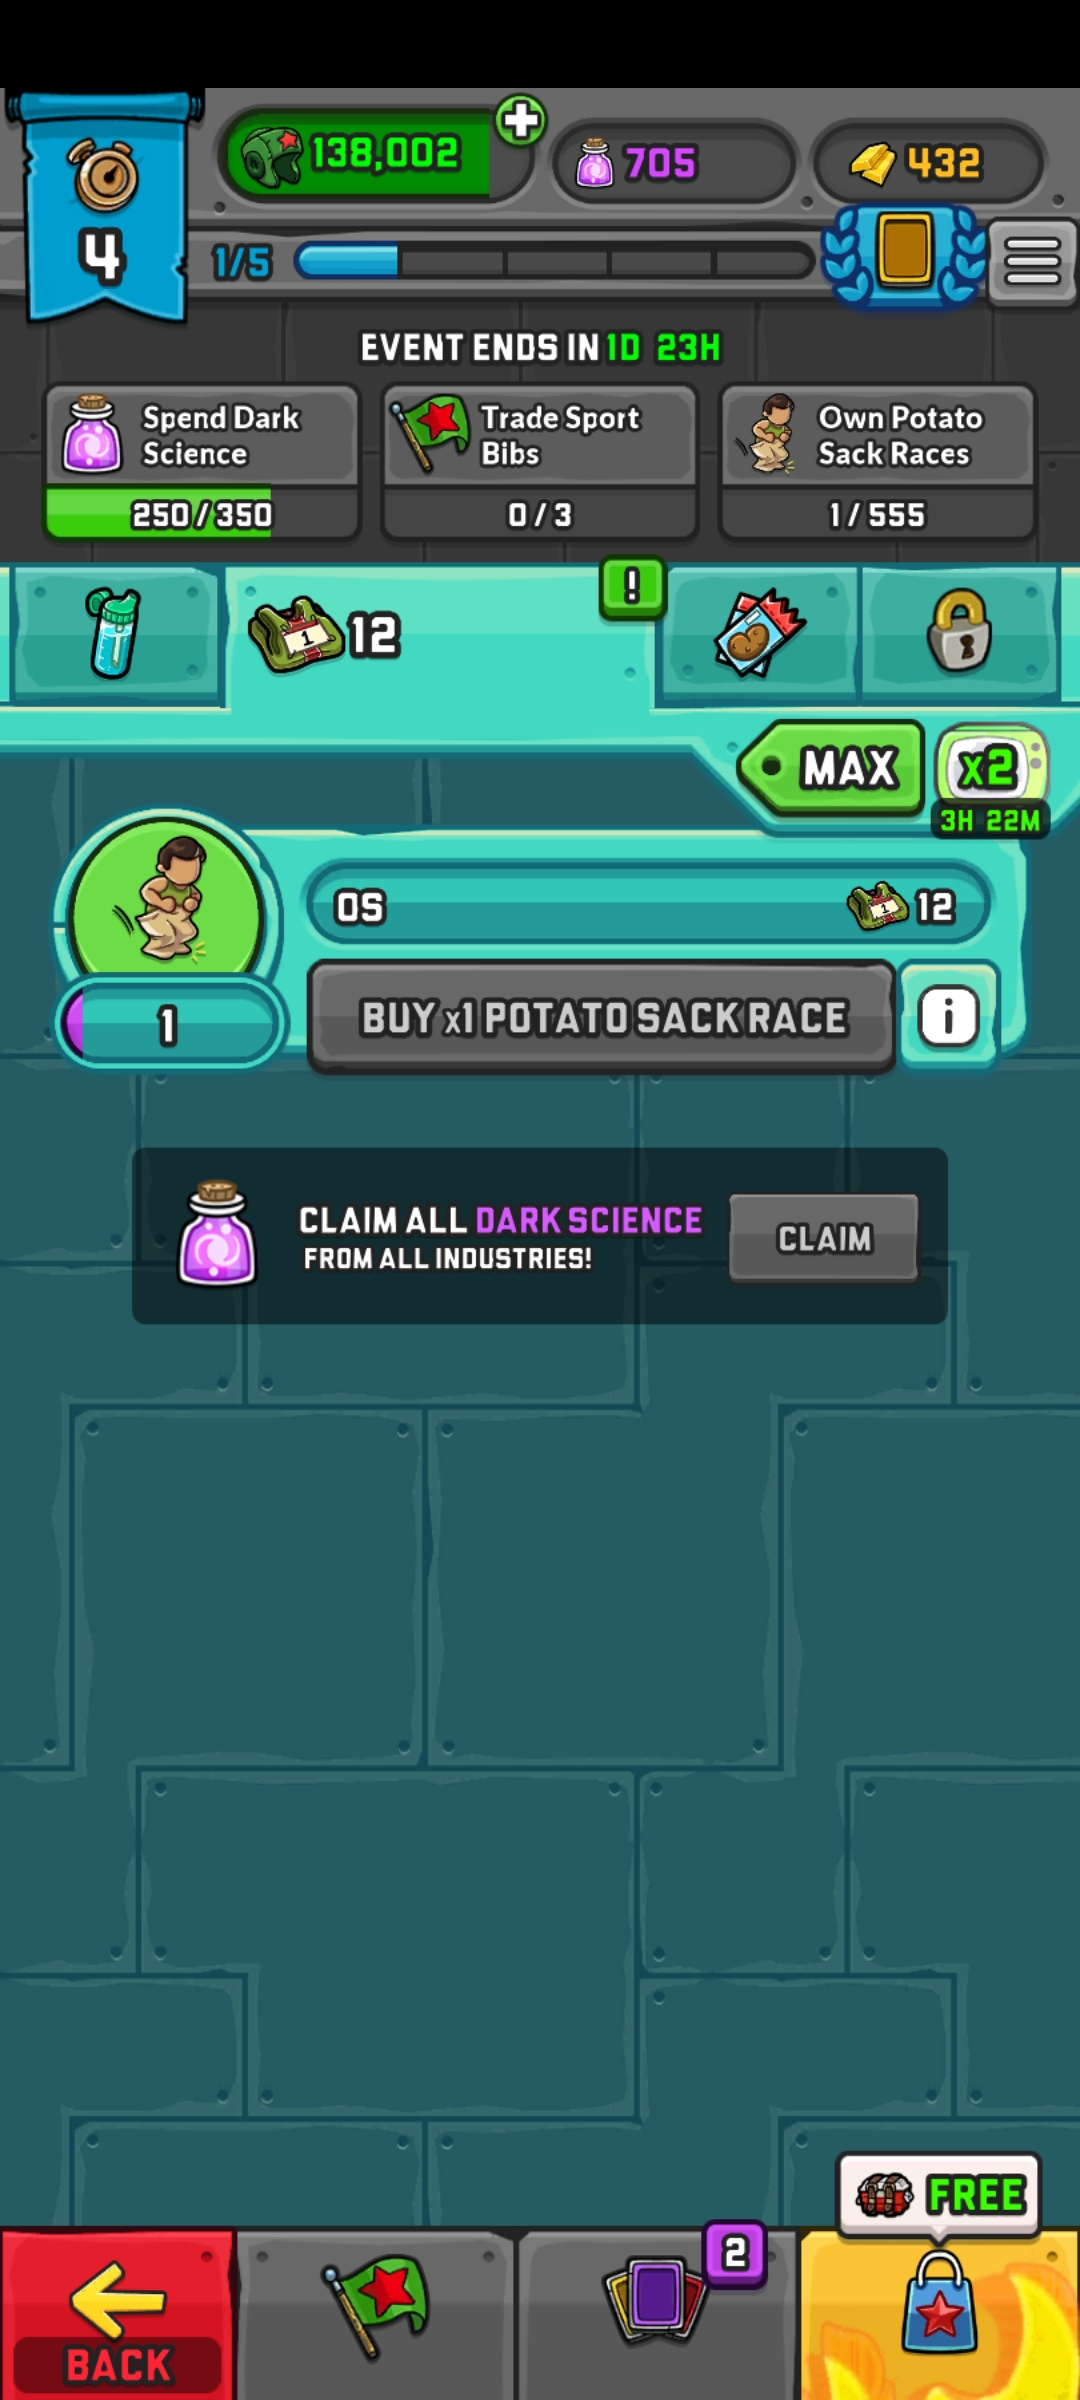 138,002
705
432
4
1/5
EVENT ENDS IN 1D 23H
Spend Dark
Science
250/350
Trade Sport
Bibs
0/3
Own Potato
Sack Races
1/555
1 12
!
MAX
x2
3H 22M
0S
1 12
1
BUY x1 POTATO SACK RACE
i
CLAIM ALL DARK SCIENCE
FROM ALL INDUSTRIES!
CLAIM
FREE
2
BACK